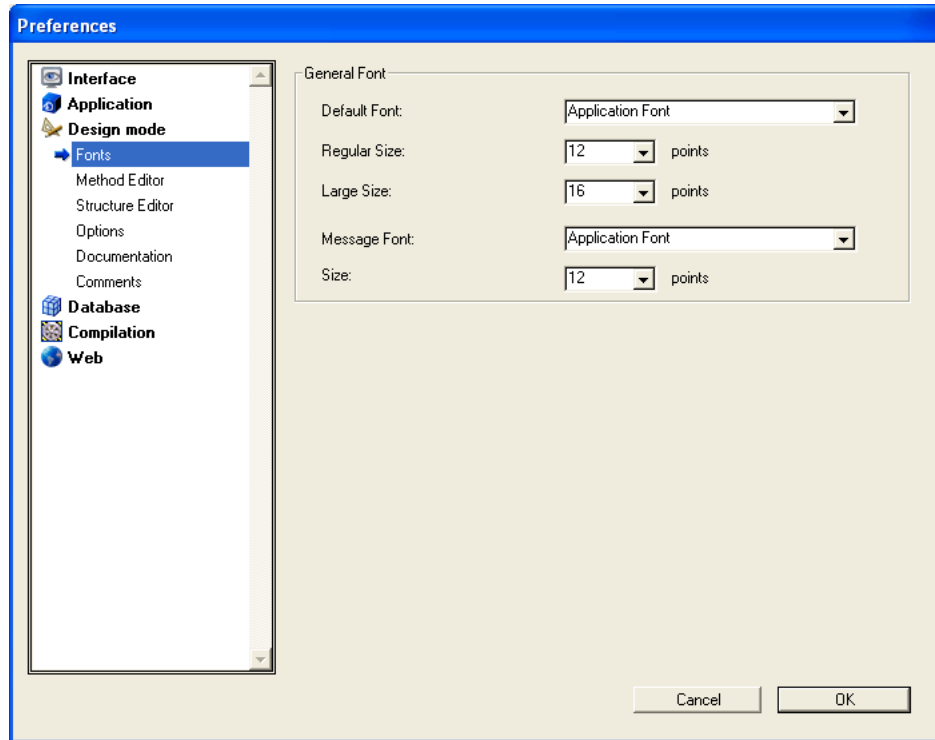 Preferences
Interface
Application
Design mode
Fonts
Method Editor
Structure Editor
Options
Documentation
Comments
Database
Compilation
Web
General Font
Default Font: Application Font
Regular Size: 12 points
Large Size: 16 points
Message Font: Application Font
Size: 12 points
Cancel OK